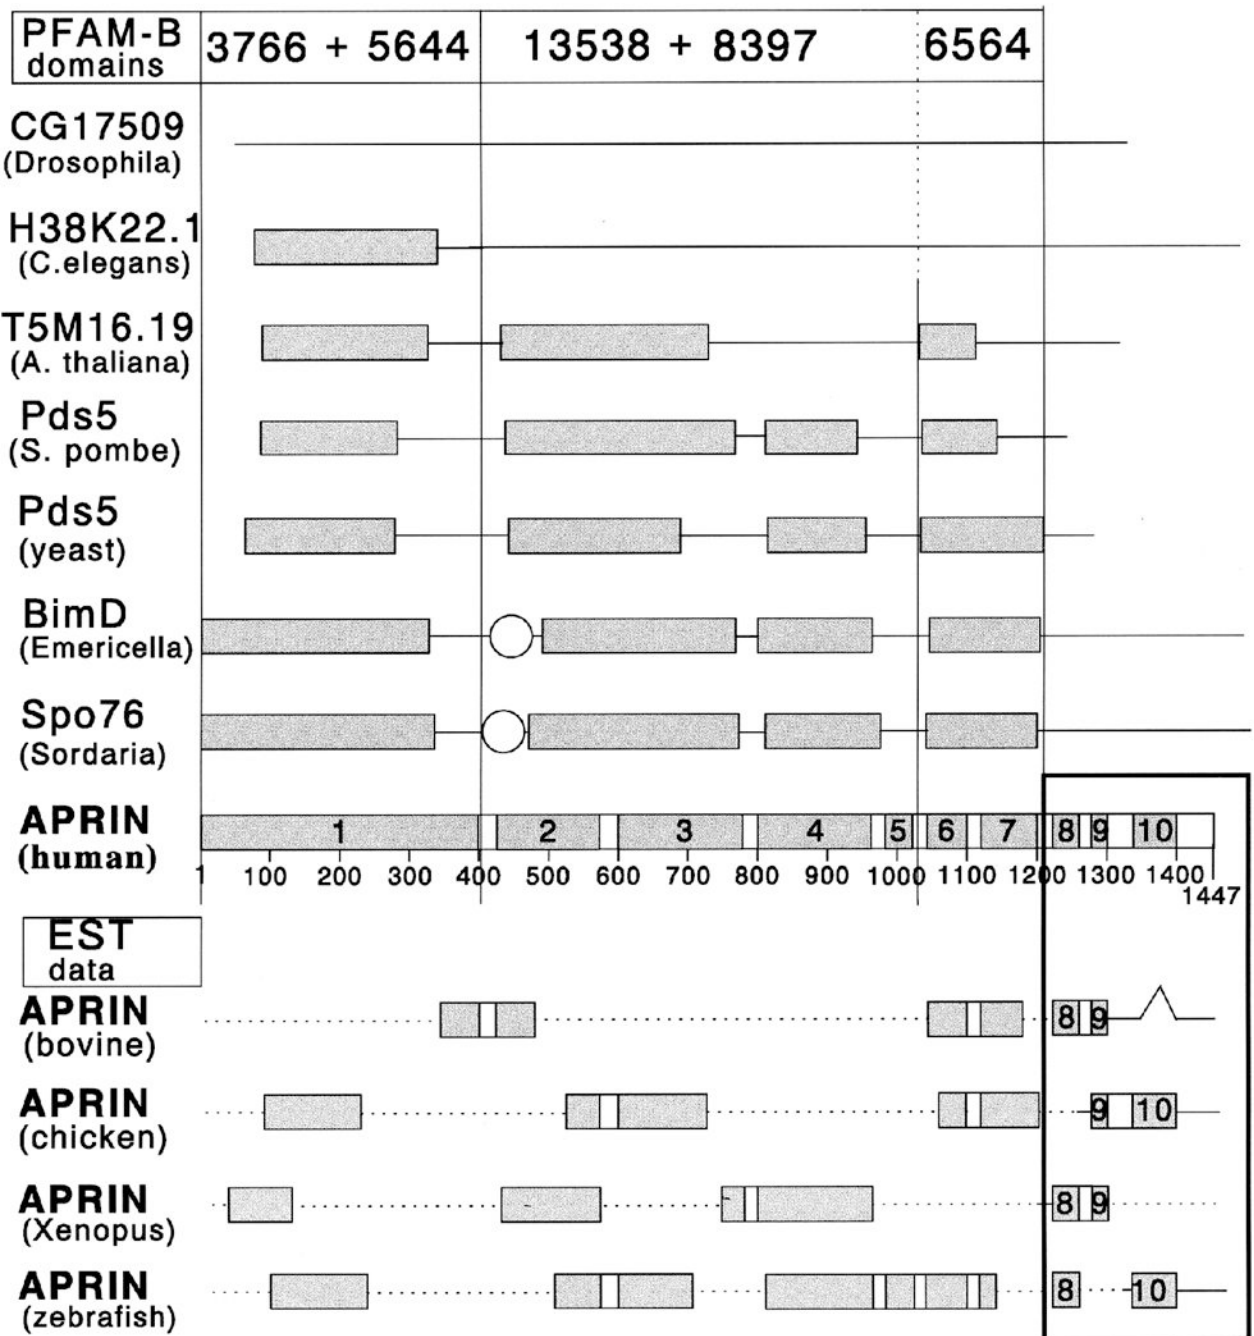 PFAM-B
domains
3766 + 5644
13538 + 8397
6564
CG17509
(Drosophila)
H38K22.1
(C.elegans)
T5M16.19
(A. thaliana)
Pds5
(S. pombe)
Pds5
(yeast)
BimD
(Emericella)
Spo76
(Sordaria)
APRIN
(human)
1 2 3 4 5 6 7 8 9 10
1 100 200 300 400 500 600 700 800 900 1000 1100 1200 1300 1400
1447
EST
data
APRIN
(bovine)
8 9
APRIN
(chicken)
9 10
APRIN
(Xenopus)
8 9
APRIN
(zebrafish)
8 10